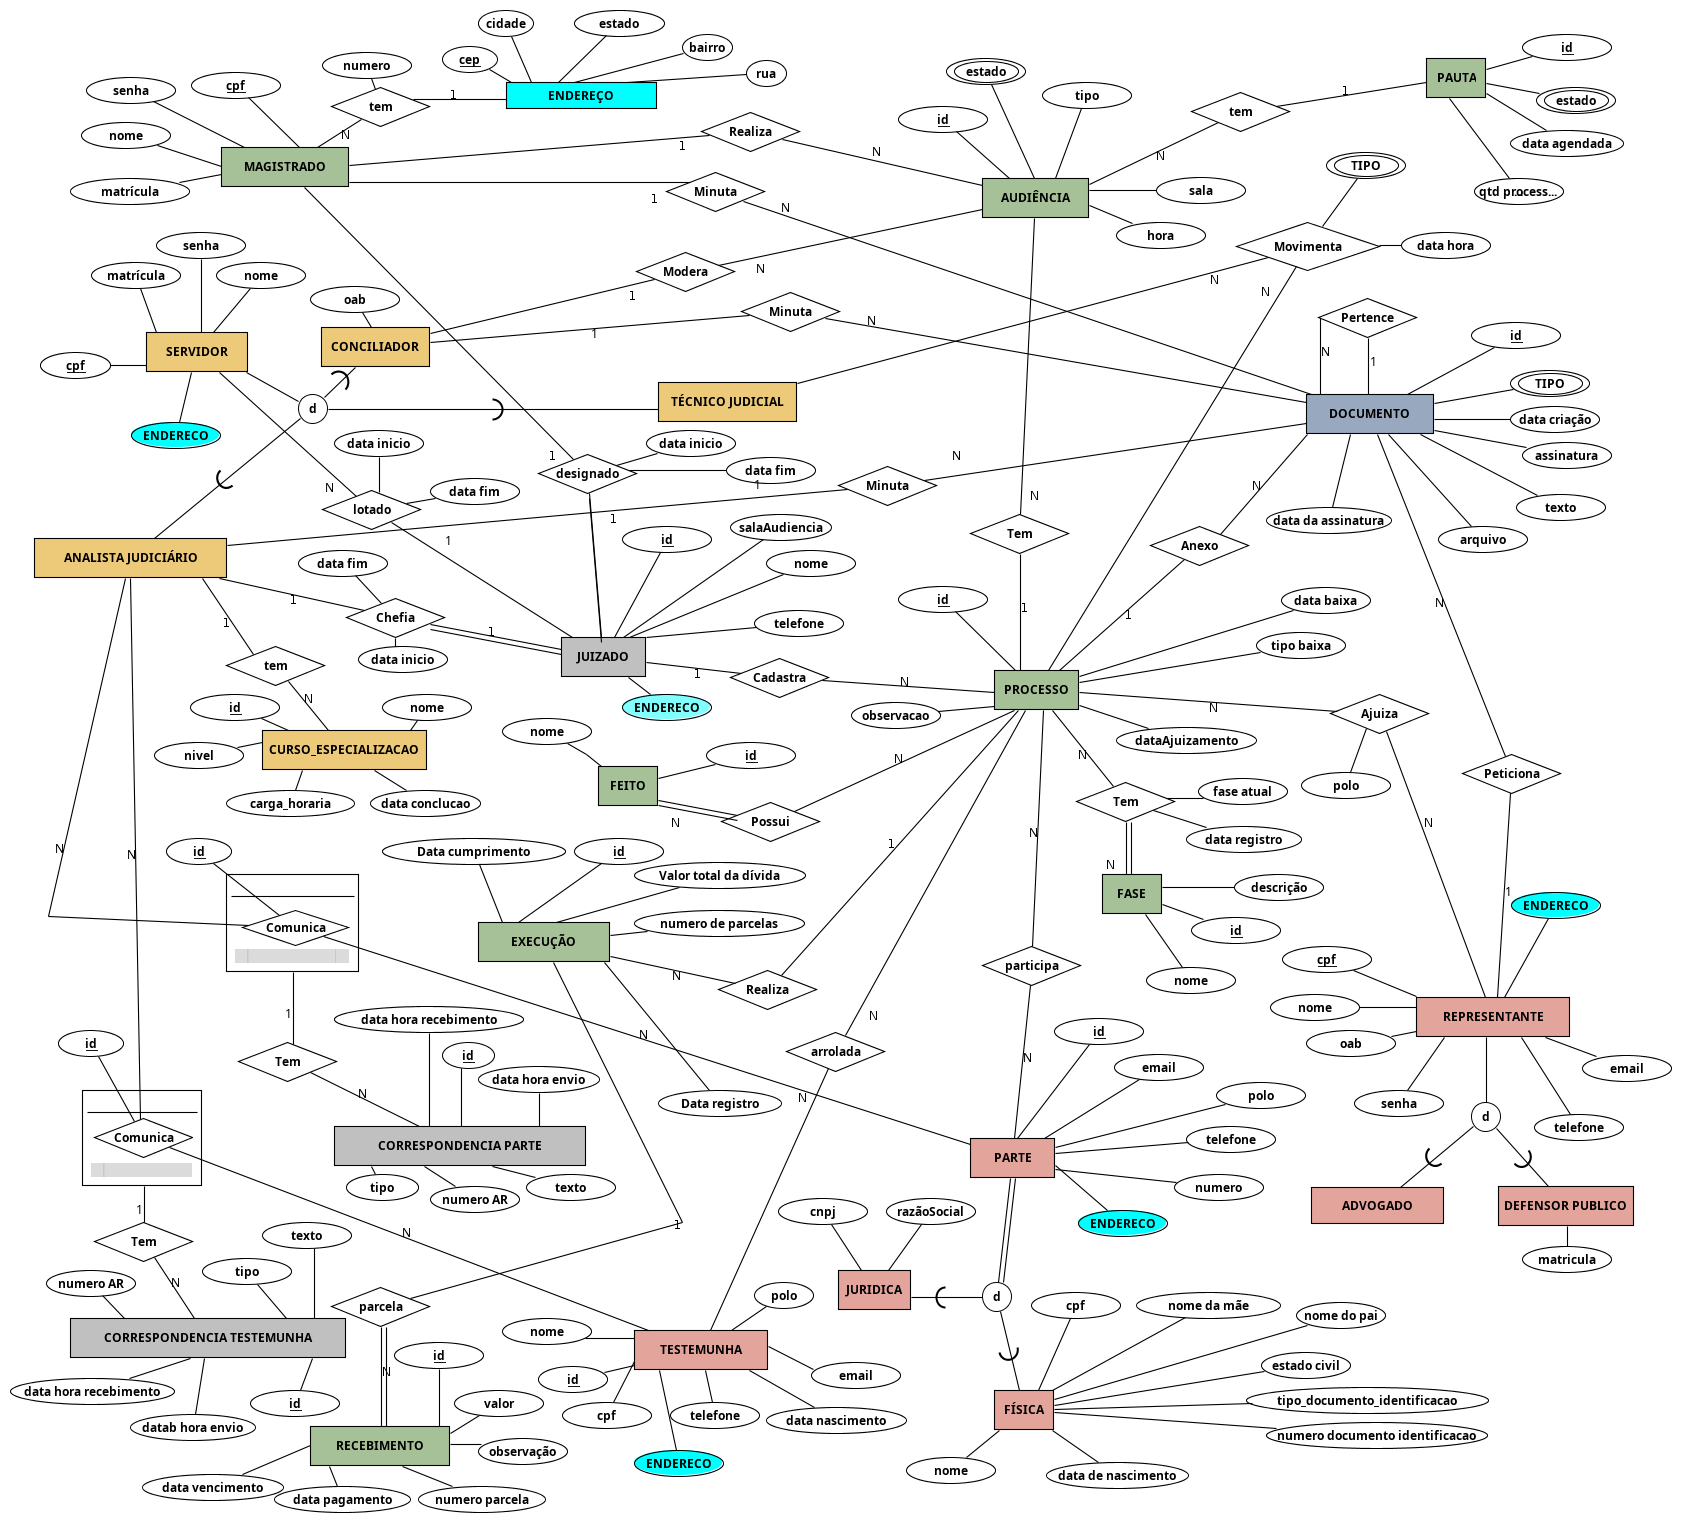 cidade
estado
bairro
cep
rua
ENDEREÇO
numero
tem
1
N
senha
cpf
nome
matrícula
MAGISTRADO
Realiza
1
N
Minuta
1
N
estado
tipo
id
AUDIÊNCIA
sala
hora
tem
N
1
PAUTA
id
estado
data agendada
qtd process...
TIPO
Movimenta
data hora
N
N
senha
matrícula
nome
SERVIDOR
cpf
ENDERECO
oab
CONCILIADOR
Modera
1
N
Minuta
1
N
d
TÉCNICO JUDICIAL
Pertence
N
1
id
TIPO
DOCUMENTO
data criação
assinatura
texto
arquivo
data da assinatura
data inicio
data fim
lotado
N
1
designado
1
1
data inicio
data fim
Minuta
1
N
Tem
N
1
Anexo
N
1
ANALISTA JUDICIÁRIO
data fim
Chefia
1
1
data inicio
id
salaAudiencia
nome
telefone
JUIZADO
ENDERECO
Cadastra
1
N
id
data baixa
tipo baixa
PROCESSO
observacao
dataAjuizamento
tem
1
N
id
nome
nivel
CURSO_ESPECIALIZACAO
carga_horaria
data conclucao
nome
id
FEITO
Possui
N
N
Ajuiza
N
N
polo
Peticiona
N
1
Tem
N
N
fase atual
data registro
FASE
descrição
id
nome
id
Comunica
N
N
Data cumprimento
id
Valor total da dívida
numero de parcelas
EXECUÇÃO
Data registro
Realiza
N
1
participa
N
N
arrolada
N
N
ENDERECO
cpf
nome
oab
REPRESENTANTE
email
senha
telefone
d
ADVOGADO
DEFENSOR PUBLICO
matricula
1
Tem
N
data hora recebimento
id
data hora envio
CORRESPONDENCIA PARTE
tipo
numero AR
texto
id
Comunica
N
N
1
Tem
N
numero AR
tipo
texto
CORRESPONDENCIA TESTEMUNHA
data hora recebimento
datab hora envio
id
id
email
polo
telefone
numero
PARTE
ENDERECO
cnpj
razãoSocial
JURIDICA
d
cpf
nome da mãe
nome do pai
estado civil
tipo_documento_identificacao
numero documento identificacao
FÍSICA
nome
data de nascimento
parcela
1
N
id
valor
observação
RECEBIMENTO
data vencimento
data pagamento
numero parcela
polo
nome
id
TESTEMUNHA
email
cpf
telefone
data nascimento
ENDERECO